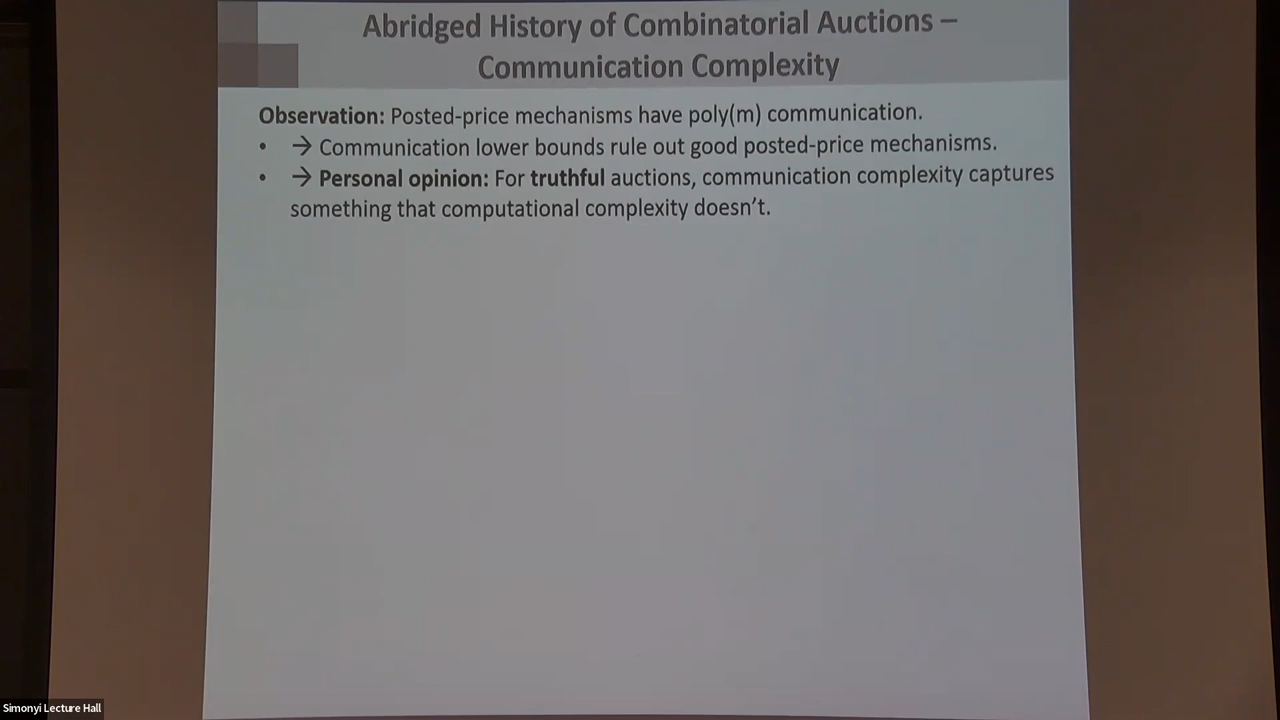 Abridged History of Combinatorial Auctions –
Communication Complexity
Observation: Posted-price mechanisms have poly(m) communication.
• → Communication lower bounds rule out good posted-price mechanisms.
• → Personal opinion: For truthful auctions, communication complexity captures
something that computational complexity doesn't.
Simonyi Lecture Hall